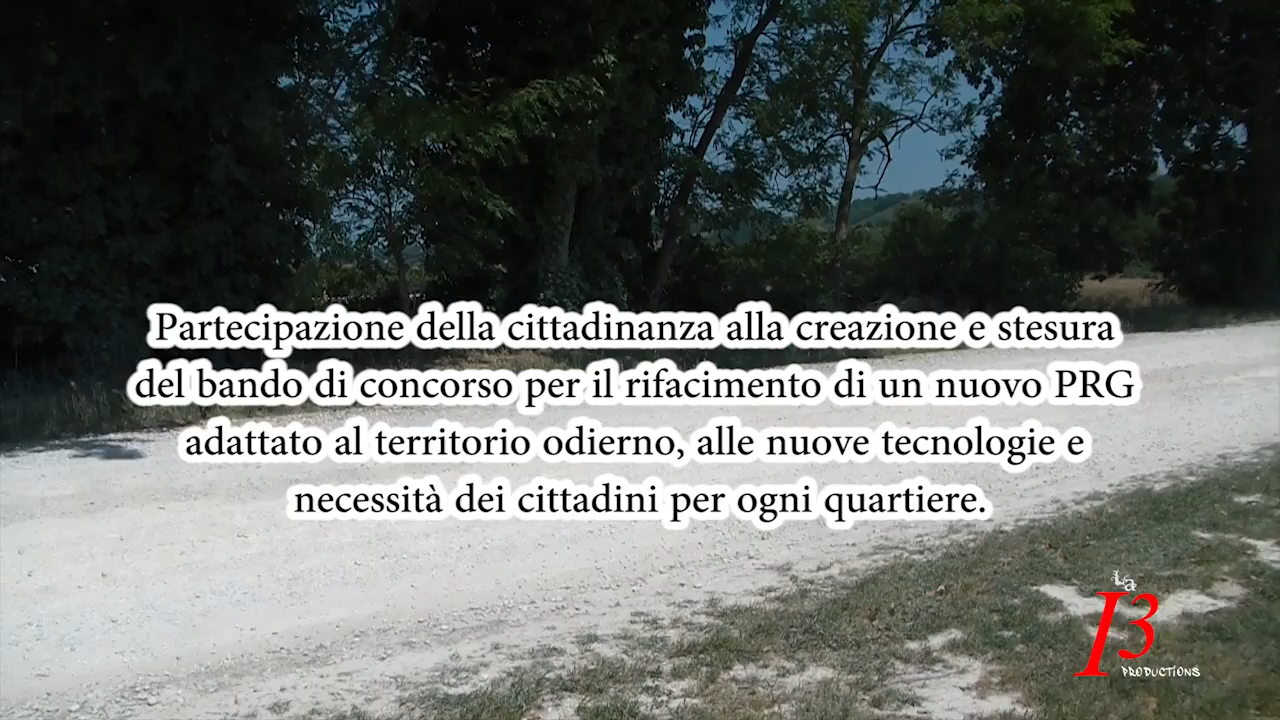 Partecipazione della cittadinanza alla creazione e stesura
del bando di concorso per il rifacimento di un nuovo PRG
adattato al territorio odierno, alle nuove tecnologie e
necessità dei cittadini per ogni quartiere.
La
I3
PRODUCTIONS